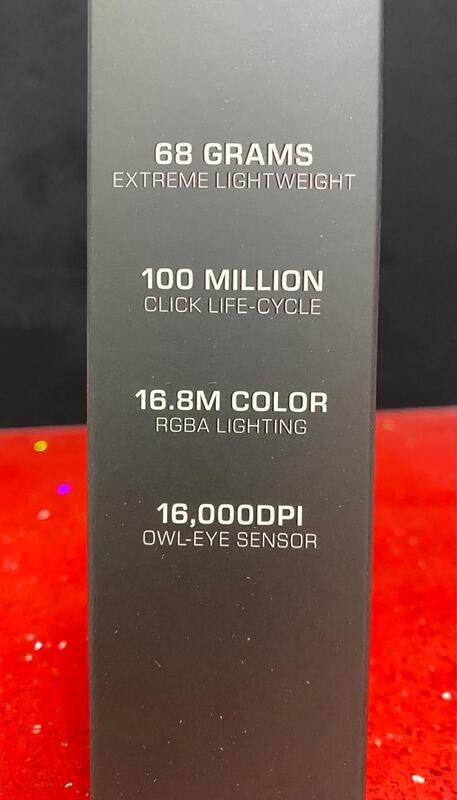 68 GRAMS
EXTREME LIGHTWEIGHT
100 MILLION
CLICK LIFE-CYCLE
16.8M COLOR
RGBA LIGHTING
16,000DPI
OWL-EYE SENSOR